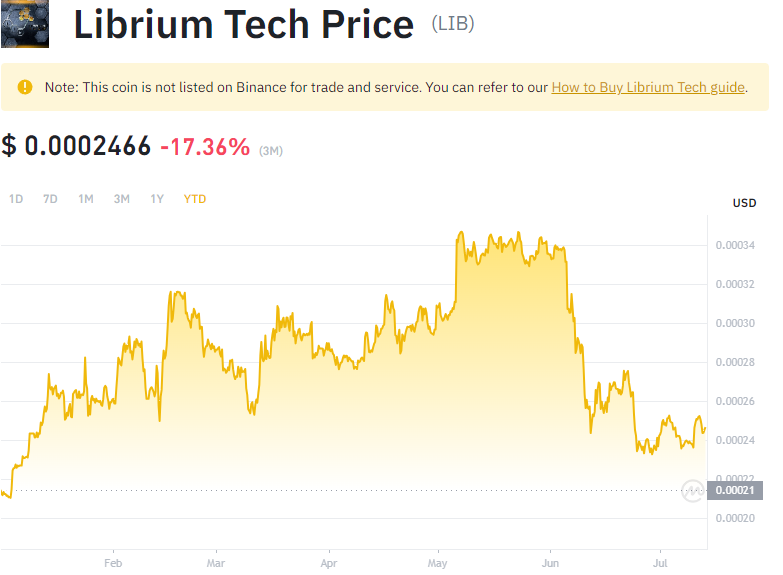 Librium Tech Price (LIB)
Note: This coin is not listed on Binance for trade and service. You can refer to our How to Buy Librium Tech guide.
$ 0.0002466 -17.36% (3M)
1D 7D 1M 3M 1Y YTD
USD
0.00034
0.00032
0.00030
0.00028
0.00026
0.00024
0.00022
0.00021
0.00020
Feb Mar Apr May Jun Jul